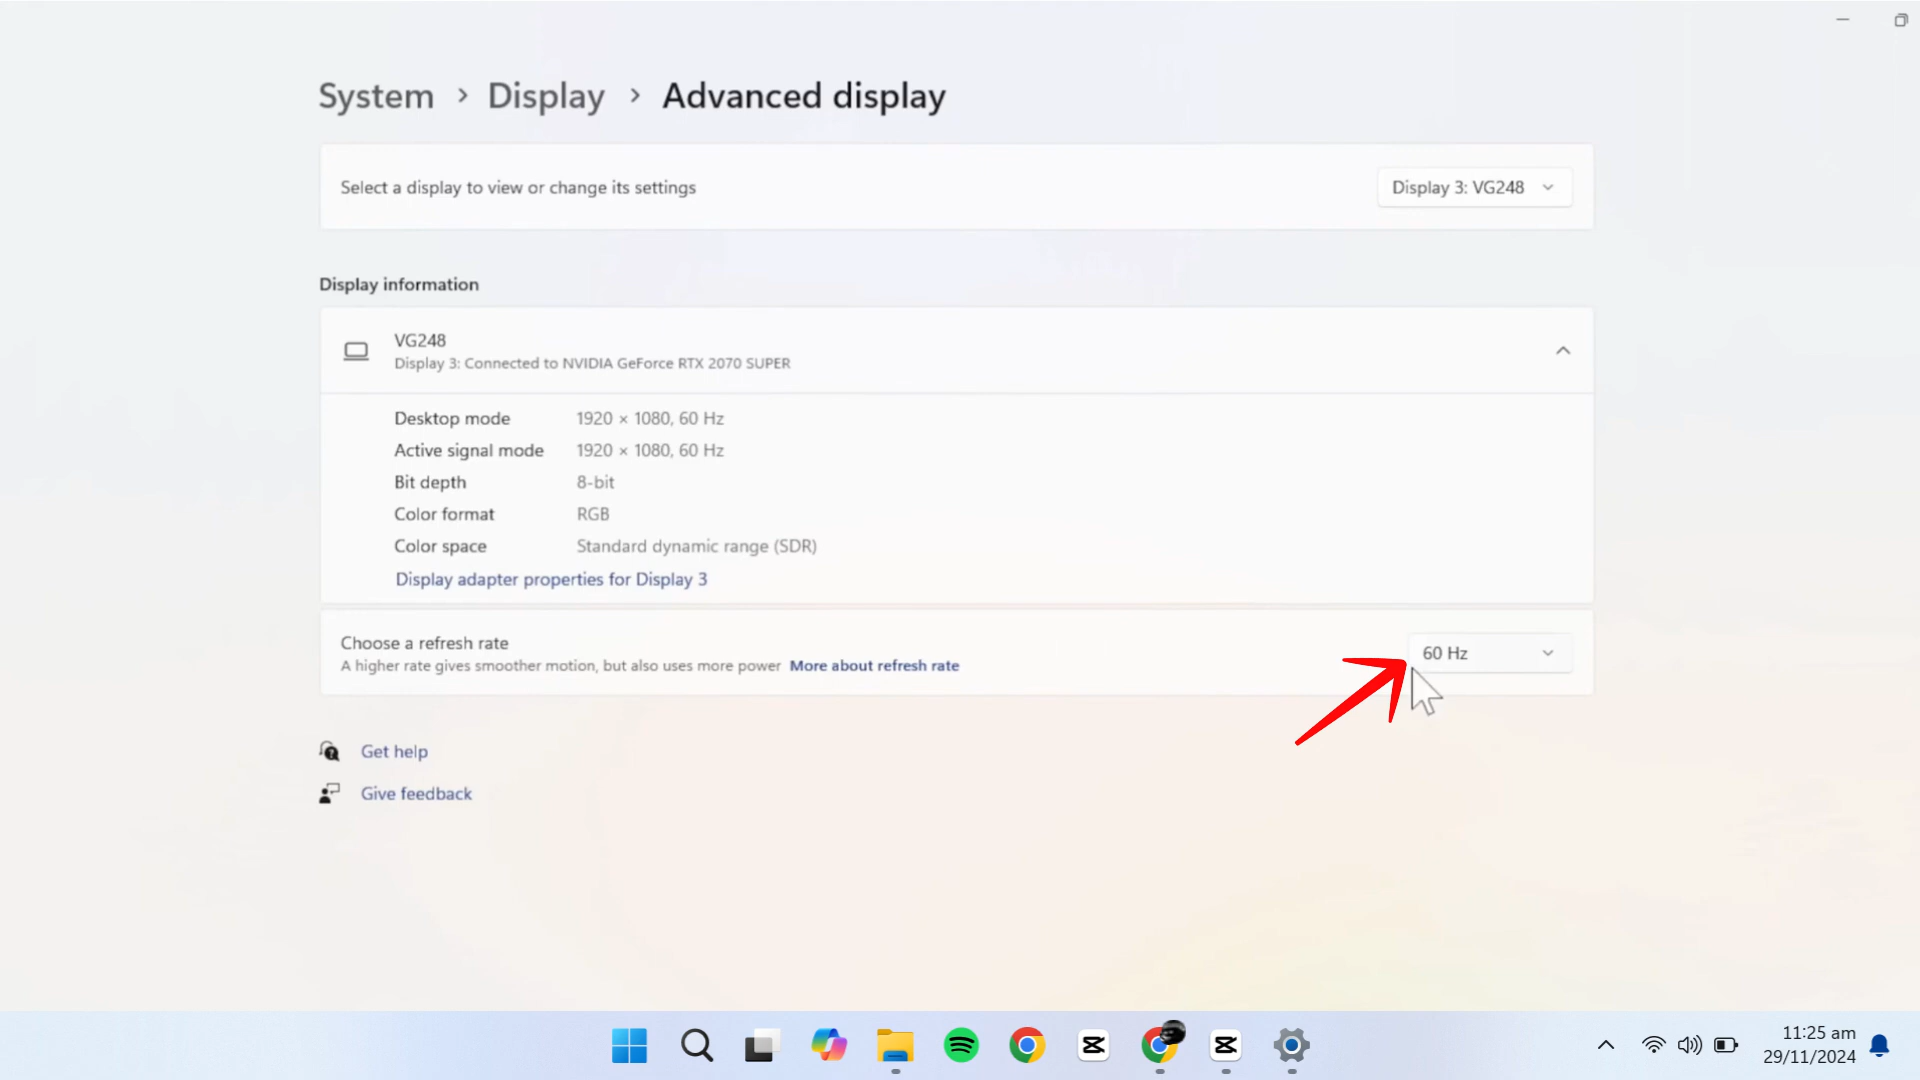 System > Display > Advanced display
Select a display to view or change its settings
Display 3: VG248
Display information
VG248
Display 3: Connected to NVIDIA GeForce RTX 2070 SUPER
Desktop mode 1920 × 1080, 60 Hz
Active signal mode 1920 × 1080, 60 Hz
Bit depth 8-bit
Color format RGB
Color space Standard dynamic range (SDR)
Display adapter properties for Display 3
Choose a refresh rate
60 Hz
A higher rate gives smoother motion, but also uses more power More about refresh rate
Get help
Give feedback
11:25 am
29/11/2024